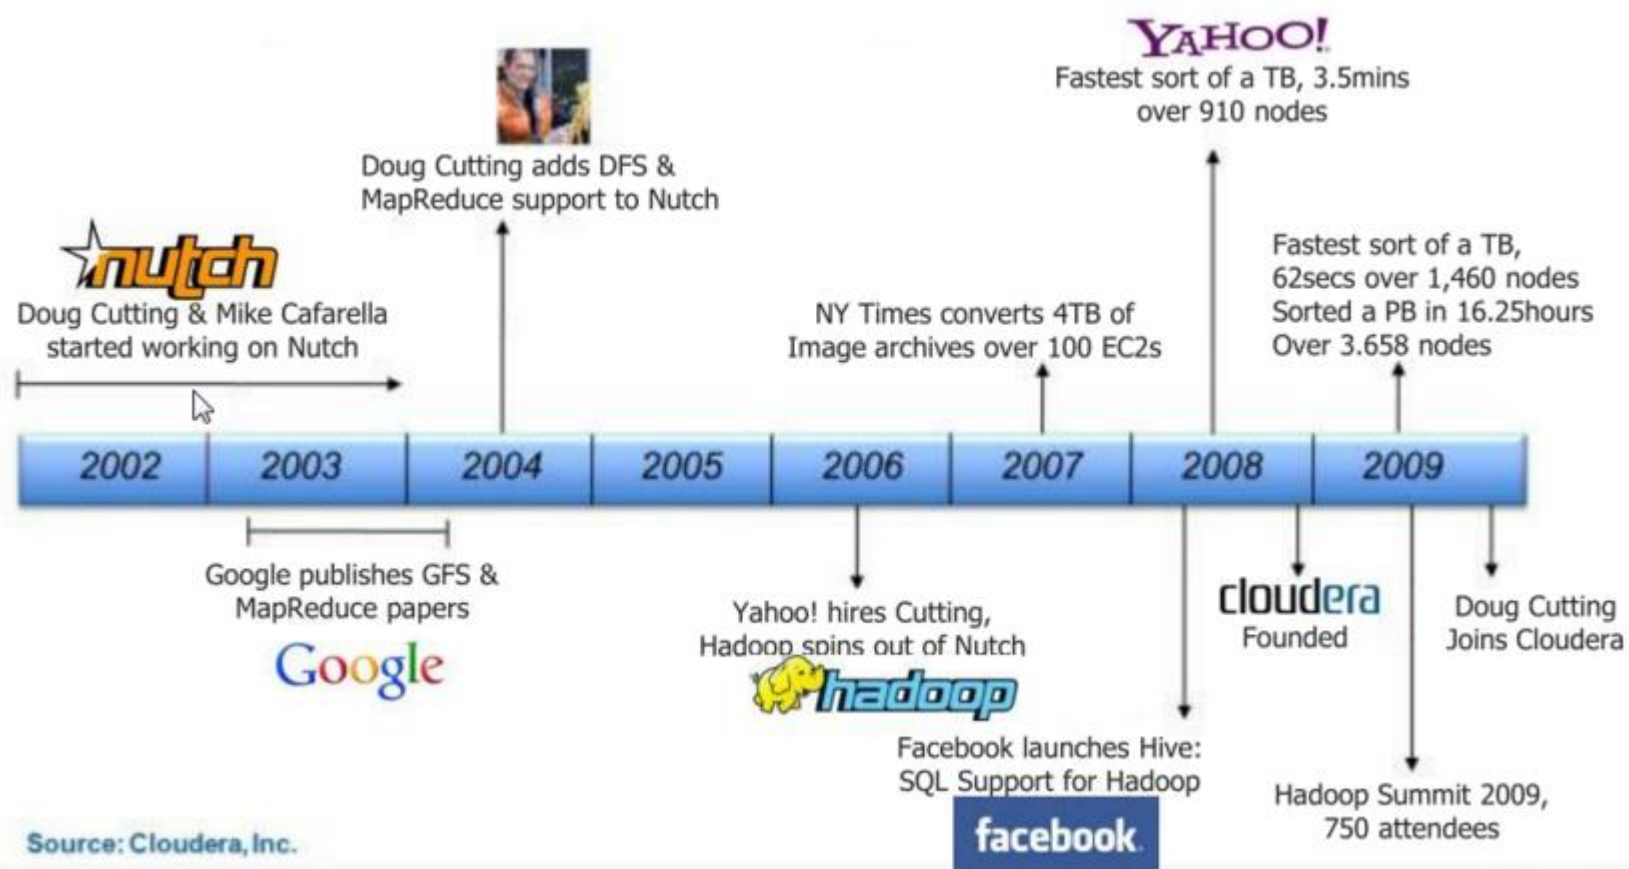 YAHOO!
Fastest sort of a TB, 3.5mins
over 910 nodes
Doug Cutting adds DFS &
MapReduce support to Nutch
nutch
Doug Cutting & Mike Cafarella
started working on Nutch
NY Times converts 4TB of
Image archives over 100 EC2s
Fastest sort of a TB,
62secs over 1,460 nodes
Sorted a PB in 16.25hours
Over 3.658 nodes
2002
2003
2004
2005
2006
2007
2008
2009
Google publishes GFS &
MapReduce papers
Google
Yahoo! hires Cutting,
Hadoop spins out of Nutch
hadoop
Facebook launches Hive:
SQL Support for Hadoop
facebook
cloudera
Founded
Doug Cutting
Joins Cloudera
Hadoop Summit 2009,
750 attendees
Source: Cloudera, Inc.